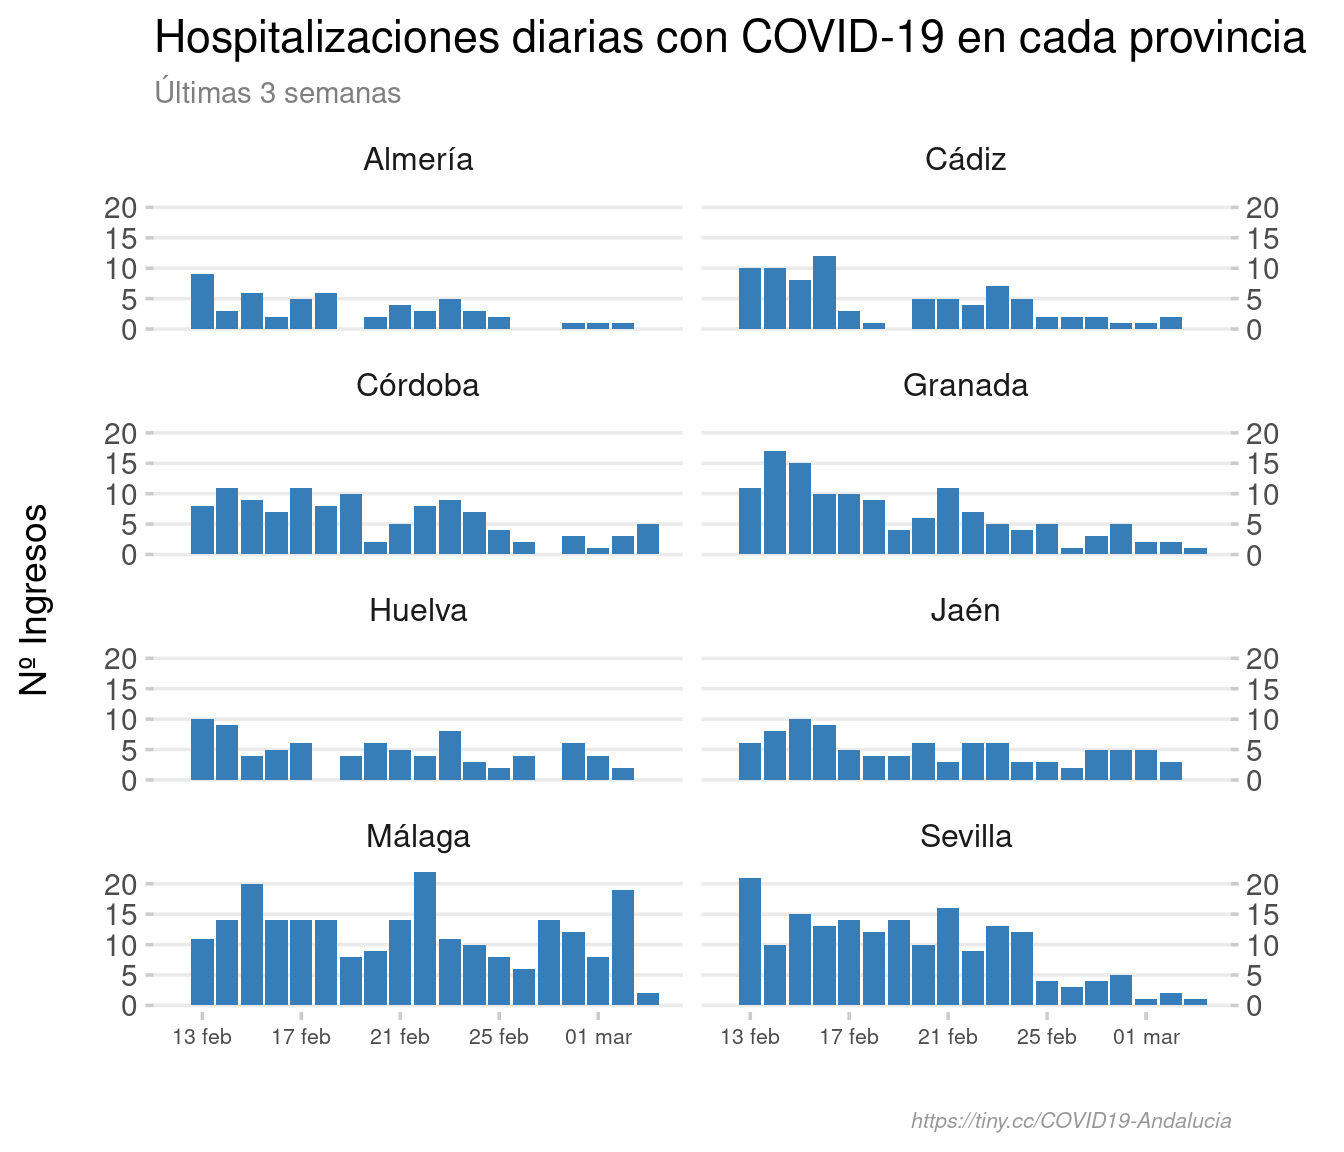 Hospitalizaciones diarias con COVID-19 en cada provincia
Últimas 3 semanas
Nº Ingresos
Almería
Cádiz
20
15
10
5
0
20
15
10
5
0
Córdoba
Granada
20
15
10
5
0
20
15
10
5
0
Huelva
Jaén
20
15
10
5
0
20
15
10
5
0
Málaga
Sevilla
20
15
10
5
0
20
15
10
5
0
13 feb 17 feb 21 feb 25 feb 01 mar
13 feb 17 feb 21 feb 25 feb 01 mar
https://tiny.cc/COVID19-Andalucia